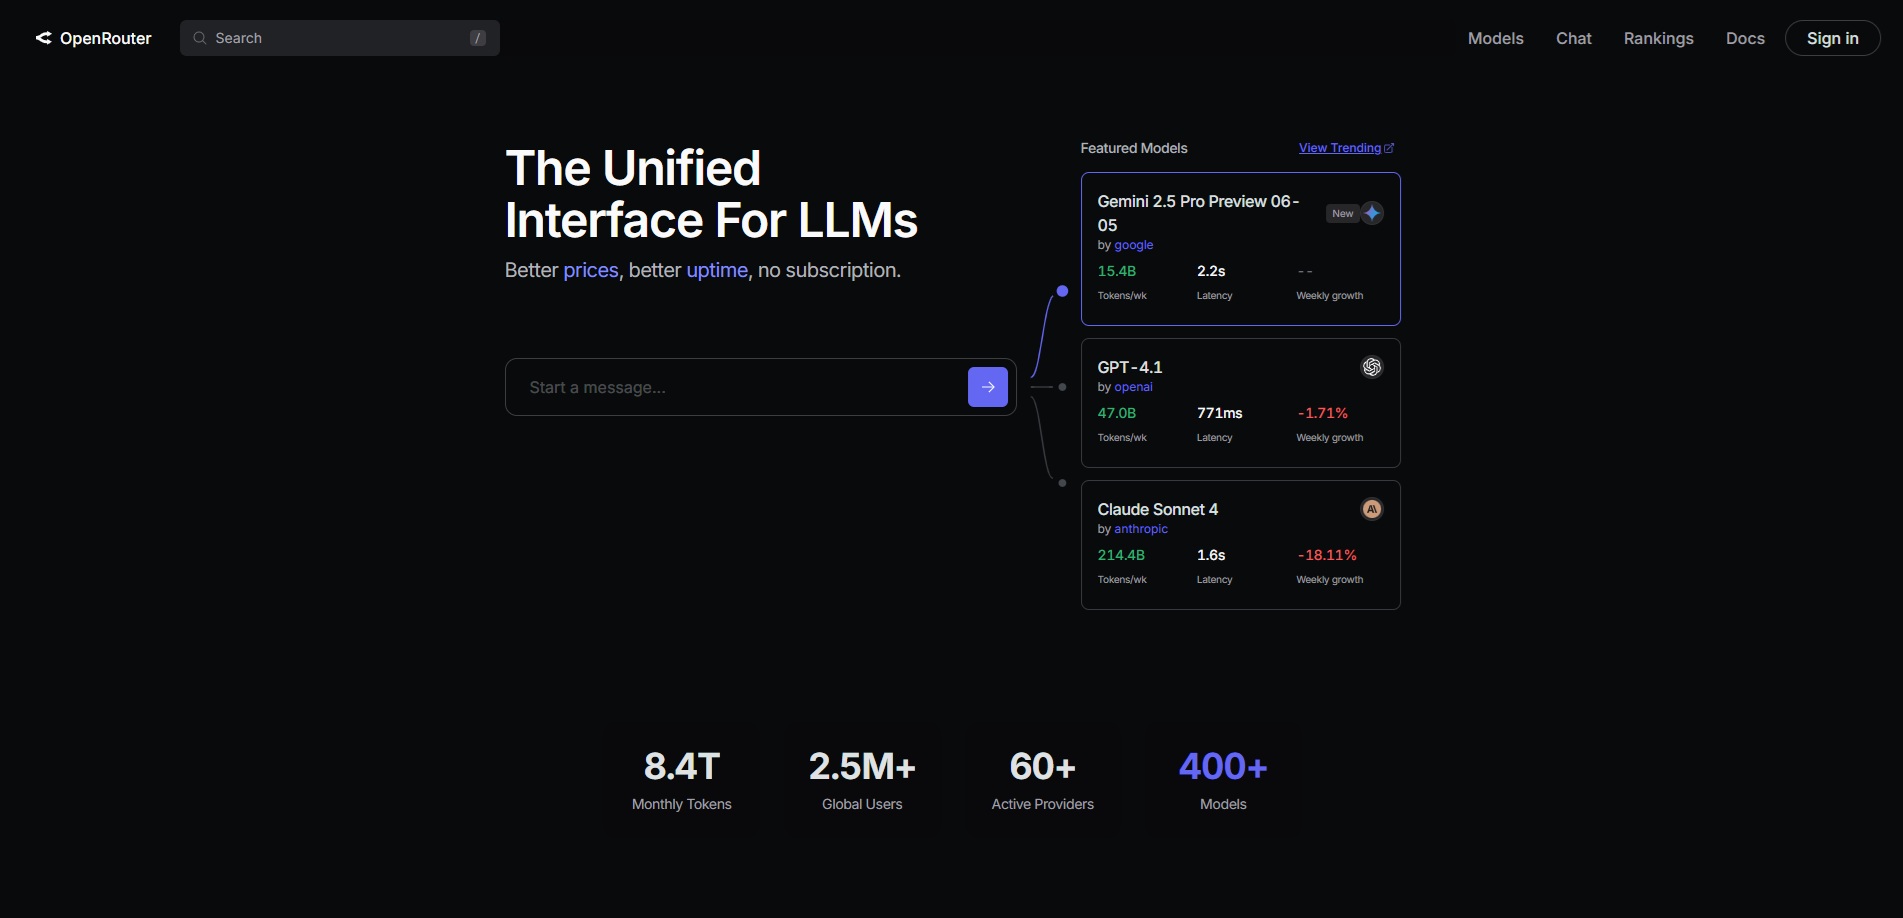 OpenRouter
Search
/
Models
Chat
Rankings
Docs
Sign in
The Unified
Interface For LLMs
Better prices, better uptime, no subscription.
Start a message...
Featured Models
View Trending
Gemini 2.5 Pro Preview 06-
05
New
by google
15.4B 2.2s --
Tokens/wk Latency Weekly growth
GPT-4.1
by openai
47.0B 771ms -1.71%
Tokens/wk Latency Weekly growth
Claude Sonnet 4
A\
by anthropic
214.4B 1.6s -18.11%
Tokens/wk Latency Weekly growth
8.4T 2.5M+ 60+ 400+
Monthly Tokens Global Users Active Providers Models